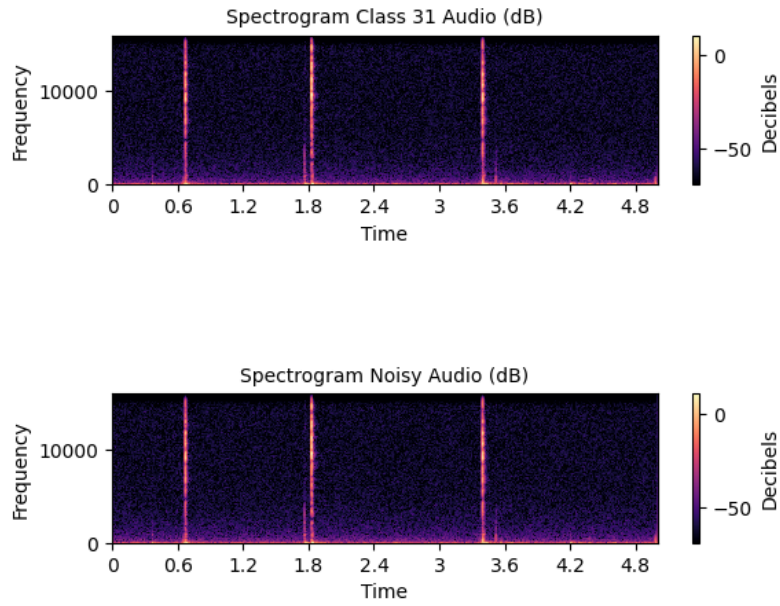 Spectrogram Class 31 Audio (dB)
Frequency
10000
0
0 0.6 1.2 1.8 2.4 3 3.6 4.2 4.8
Time
0
−50
Decibels
Spectrogram Noisy Audio (dB)
Frequency
10000
0
0 0.6 1.2 1.8 2.4 3 3.6 4.2 4.8
Time
0
−50
Decibels